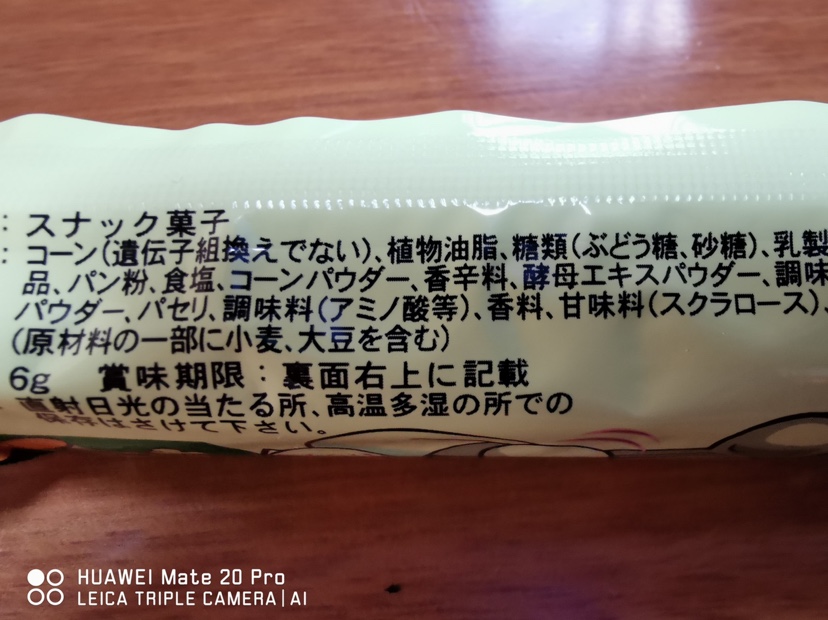 : スナック菓子
: コーン(遺伝子組換えでない)、植物油脂、糖類(ぶどう糖、砂糖)、乳製
品、パン粉、食塩、コーンパウダー、香辛料、酵母エキスパウダー、調味
パウダー、パセリ、調味料(アミノ酸等)、香料、甘味料(スクラロース)、
(原材料の一部に小麦、大豆を含む)
6g 賞味期限:裏面右上に記載
直射日光の当たる所、高温多湿の所での
保存はさけて下さい。
HUAWEI Mate 20 Pro
LEICA TRIPLE CAMERA | AI